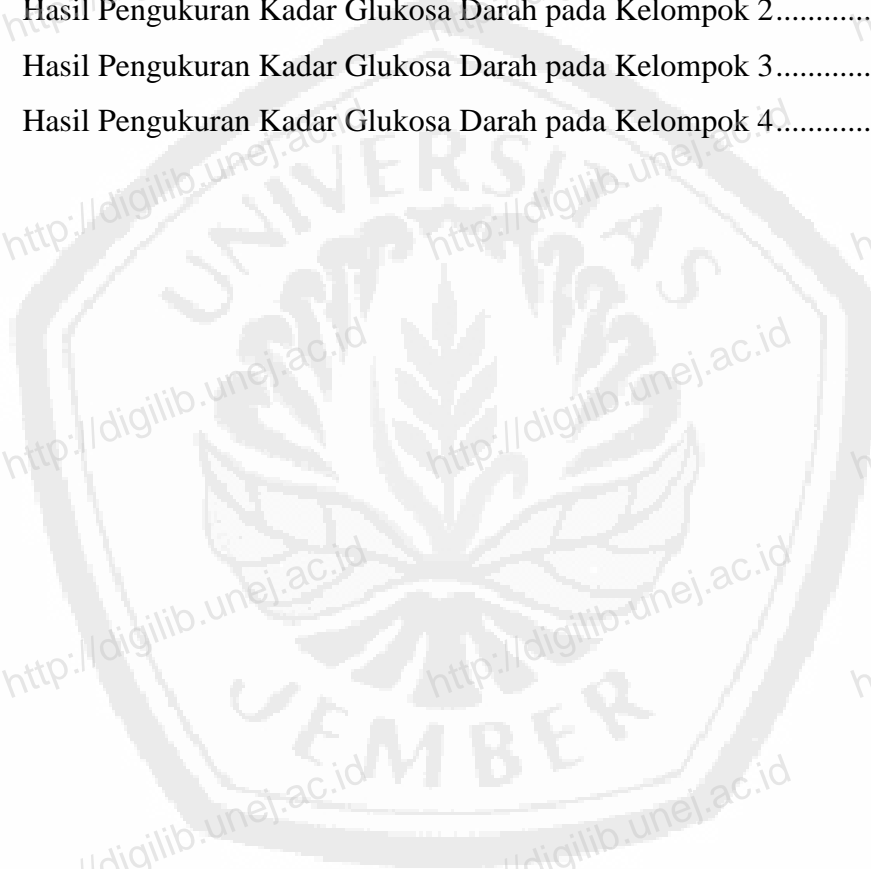 Hasil Pengukuran Kadar Glukosa Darah pada Kelompok 2............
Hasil Pengukuran Kadar Glukosa Darah pada Kelompok 3............
Hasil Pengukuran Kadar Glukosa Darah pada Kelompok 4............
http://digilib.unej.ac.id http://digilib.unej.ac.id
UNIVERSITAS
http://digilib.unej.ac.id http://digilib.unej.ac.id
http://digilib.unej.ac.id http://digilib.unej.ac.id
JEMBER
//digilib.unej.ac.id //digilib.unej.ac.id